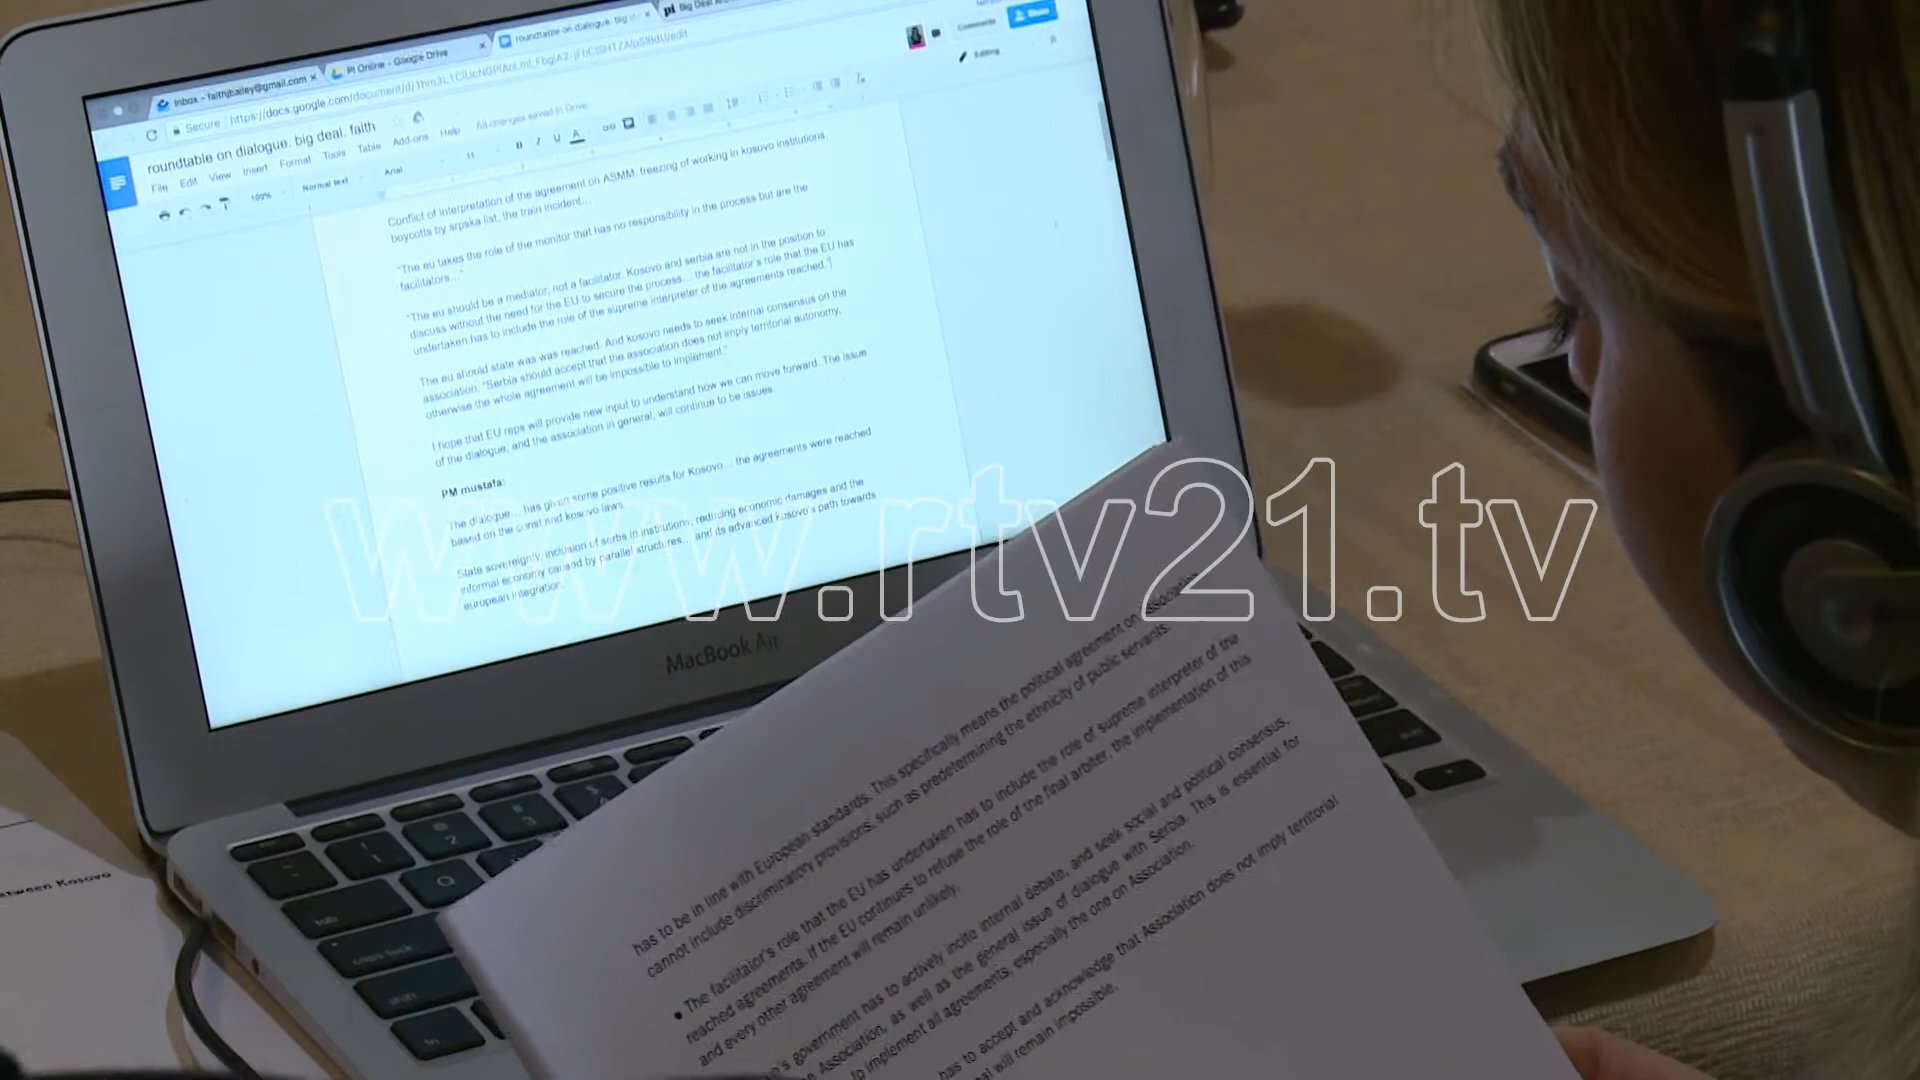 Inbox - faithjbailey@gmail.com
PI Online - Google Drive
roundtable on dialogue. big
pi Big Deal
Secure
https://docs.google.com/document/d/
roundtable on dialogue. big deal. faith
File Edit View Insert Format Tools Table Add-ons Help
All changes saved in Drive
Comments
Share
100%
Normal text
Arial
11
B I U A
Editing
Conflict of interpretation of the agreement on ASMM. freezing of working in kosovo institutions,
boycotts by srpska list, the train incident…
"The eu takes the role of the monitor that has no responsibility in the process but are the
facilitators…"
"The eu should be a mediator, not a facilitator. Kosovo and serbia are not in the position to
discuss without the need for the EU to secure the process… the facilitator's role that the EU has
undertaken has to include the role of the supreme interpreter of the agreements reached."
The eu should state was was reached. And kosovo needs to seek internal consensus on the
association. "Serbia should accept that the association does not imply territorial autonomy,
otherwise the whole agreement will be impossible to implement."
I hope that EU reps will provide new input to understand how we can move forward. The issue
of the dialogue, and the association in general, will continue to be issues.
PM mustafa:
The dialogue… has given some positive results for Kosovo… the agreements were reached
based on the const and kosovo laws.
State sovereignty, inclusion of serbs in institutions, reducing economic damages and the
informal economy caused by parallel structures… and its advanced kosovo's path towards
european integration.
www.rtv21.tv
MacBook Air
has to be in line with European standards. This specifically means the political agreement on Association
cannot include discriminatory provisions, such as predetermining the ethnicity of public servants.
• The facilitator's role that the EU has undertaken has to include the role of supreme interpreter of the
reached agreements. If the EU continues to refuse the role of the final arbiter, the implementation of this
and every other agreement will remain unlikely.
government has to actively incite internal debate, and seek social and political consensus,
Association, as well as the general issue of dialogue with Serbia. This is essential for
to implement all agreements, especially the one on Association.
has to accept and acknowledge that Association does not imply territorial
will remain impossible.
Kosovo
tab
caps lock
shift
fn
Q
1
2
3